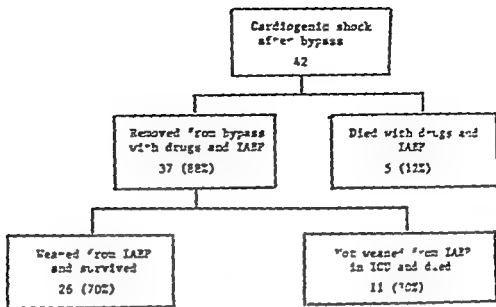 Cardiogenic shock
after bypass
42
Removed from bypass
with drugs and IABP
37 (88%)
Died with drugs and
IABP
5 (12%)
Weaned from IABP
and survived
26 (70%)
Not weaned from IABP
in ICU and died
11 (30%)